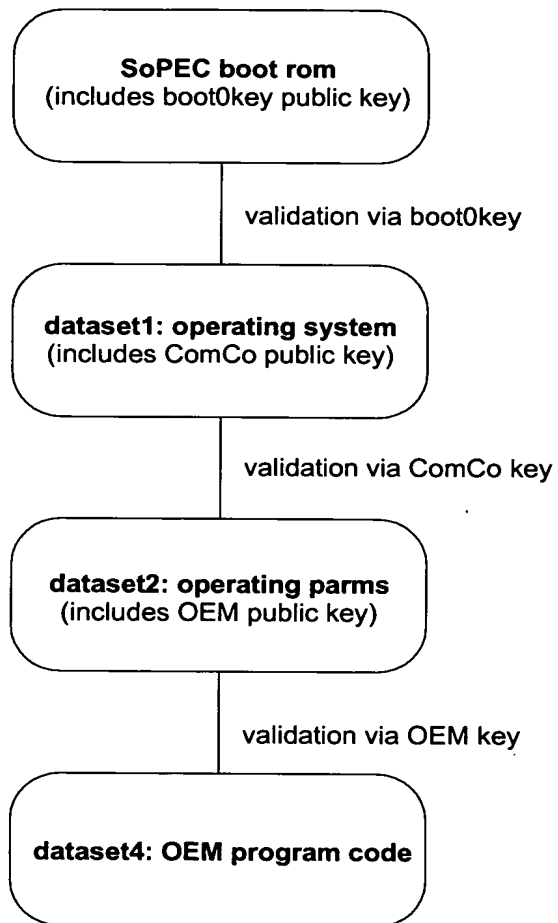 SoPEC boot rom
(includes boot0key public key)
validation via boot0key
dataset1: operating system
(includes ComCo public key)
validation via ComCo key
dataset2: operating parms
(includes OEM public key)
validation via OEM key
dataset4: OEM program code